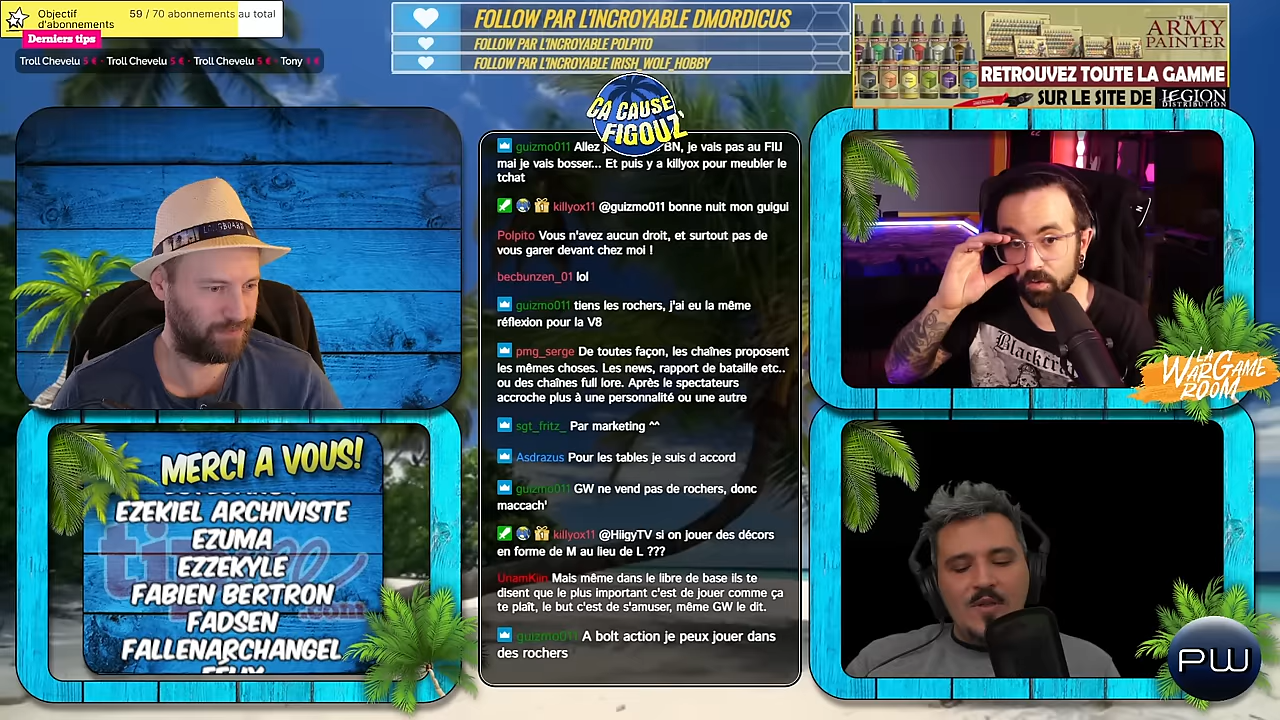 Objectif
d'abonnements
59 / 70 abonnements au total
Derniers tips
Troll Chevelu 5 € · Troll Chevelu 5 € · Troll Chevelu 5 € · Tony
FOLLOW PAR L'INCROYABLE DMORDICUS
FOLLOW PAR L'INCROYABLE POLPITO
FOLLOW PAR L'INCROYABLE IRISH_WOLF_HOBBY
THE
ARMY
PAINTER
RETROUVEZ TOUTE LA GAMME
SUR LE SITE DE LEGION
DISTRIBUTION
ÇA CAUSE
FIGOUZ'
guizmo011 Allez BN, je vais pas au FIJ
mai je vais bosser... Et puis y a killyox pour meubler le
tchat
killyox11 @guizmo011 bonne nuit mon guigui
Polpito Vous n'avez aucun droit, et surtout pas de
vous garer devant chez moi !
becbunzen_01 lol
guizmo011 tiens les rochers, j'ai eu la même
réflexion pour la V8
pmg_serge De toutes façon, les chaînes proposent
les mêmes choses. Les news, rapport de bataille etc..
ou des chaînes full lore. Après le spectateurs
accroche plus à une personnalité ou une autre
sgt_fritz_ Par marketing ^^
Asdrazus Pour les tables je suis d accord
guizmo011 GW ne vend pas de rochers, donc
maccach'
killyox11 @HiigyTV si on jouer des décors
en forme de M au lieu de L ???
UriamKiin Mais même dans le libre de base ils te
disent que le plus important c'est de jouer comme ça
te plaît, le but c'est de s'amuser, même GW le dit.
guizmo011 A bolt action je peux jouer dans
des rochers
LONGBOARD
Blackcr
LA
WARGAME
ROOM
MERCI A VOUS!
EZEKIEL ARCHIVISTE
EZUMA
EZZEKYLE
FABIEN BERTRON
FADSEN
FALLENARCHANGEL
FÉLIX
PW